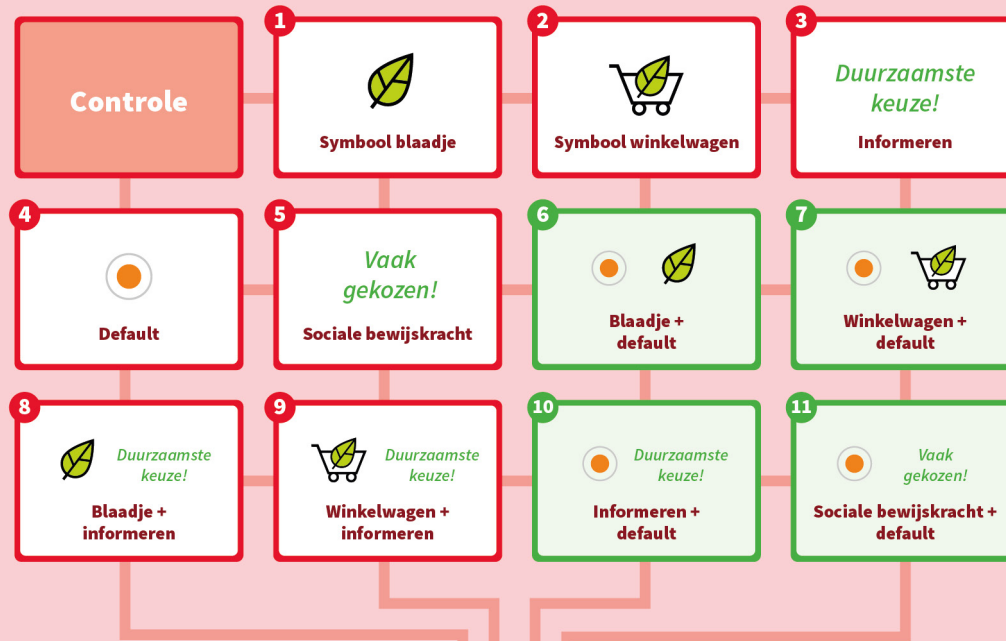 Controle
1
Symbool blaadje
2
Symbool winkelwagen
3
Duurzaamste
keuze!
Informeren
4
Default
5
Vaak
gekozen!
Sociale bewijskracht
6
Blaadje +
default
7
Winkelwagen +
default
8
Duurzaamste
keuze!
Blaadje +
informeren
9
Duurzaamste
keuze!
Winkelwagen +
informeren
10
Duurzaamste
keuze!
Informeren +
default
11
Vaak
gekozen!
Sociale bewijskracht +
default